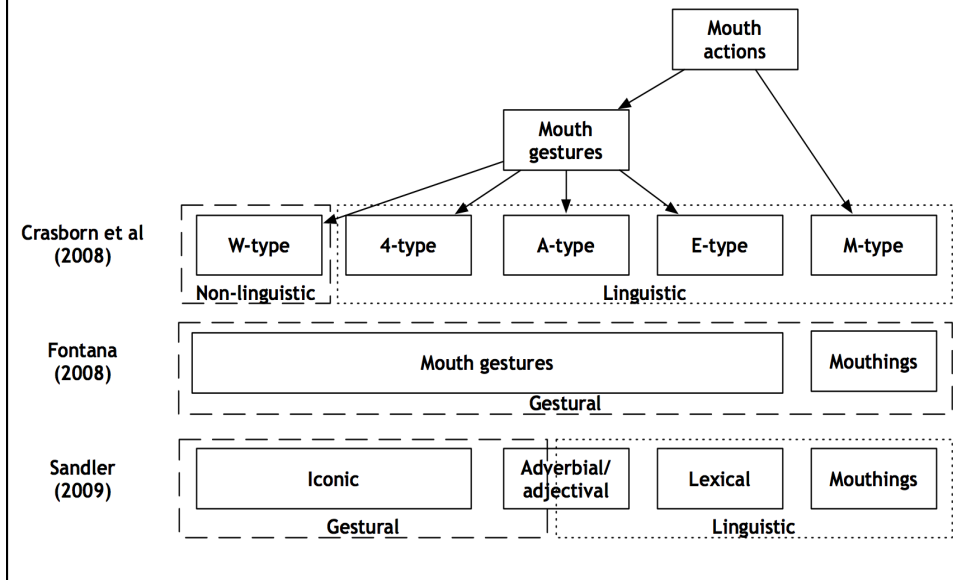 Mouth
actions
Mouth
gestures
Crasborn et al
(2008)
W-type
4-type
A-type
E-type
M-type
Non-linguistic
Linguistic
Fontana
(2008)
Mouth gestures
Mouthings
Gestural
Sandler
(2009)
Iconic
Adverbial/
adjectival
Lexical
Mouthings
Gestural
Linguistic